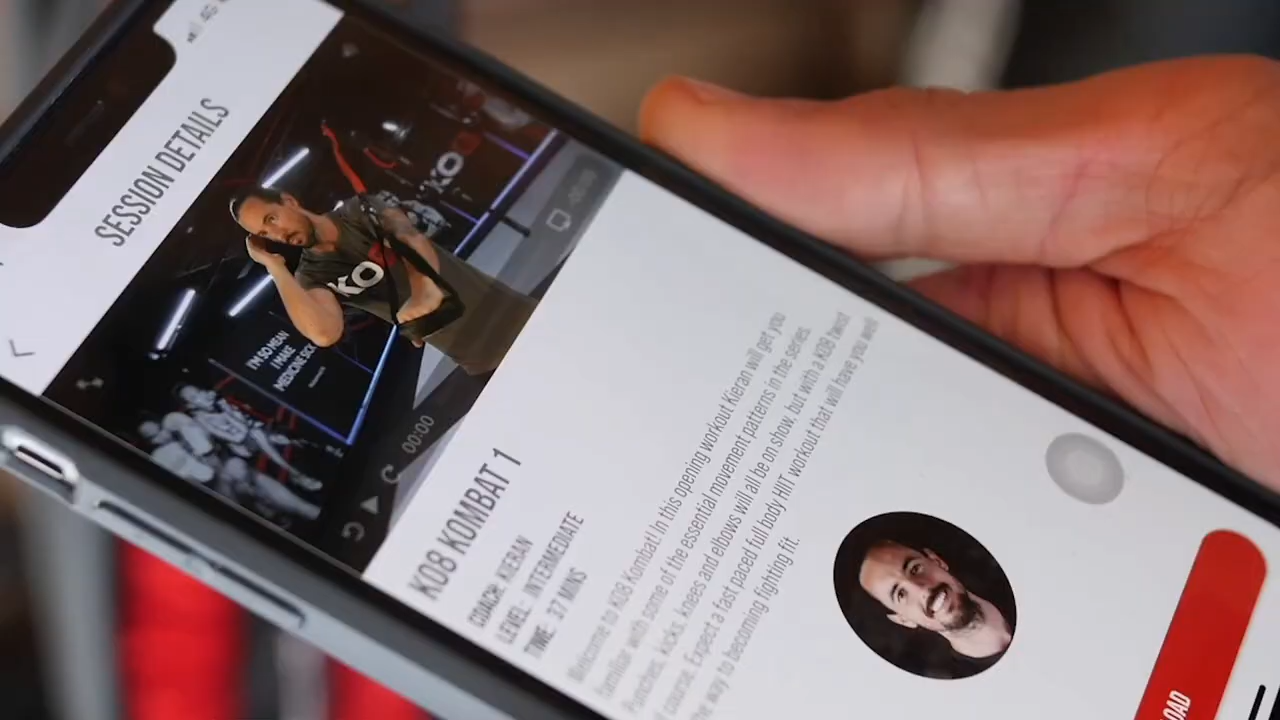 4G
SESSION DETAILS
KO
KO
I'M SO MEAN
I MAKE
MEDICINE SICK
00:00
KO8 KOMBAT 1
COACH: KIERAN
LEVEL: INTERMEDIATE
TIME: 37 MINS
Welcome to KO8 Kombat! In this opening workout Kieran will get you
familiar with some of the essential movement patterns in the series.
Punches, kicks, knees and elbows will all be on show, but with a KO8 twist
of course. Expect a fast paced full body HIIT workout that will have you well
the way to becoming fighting fit.
OAD